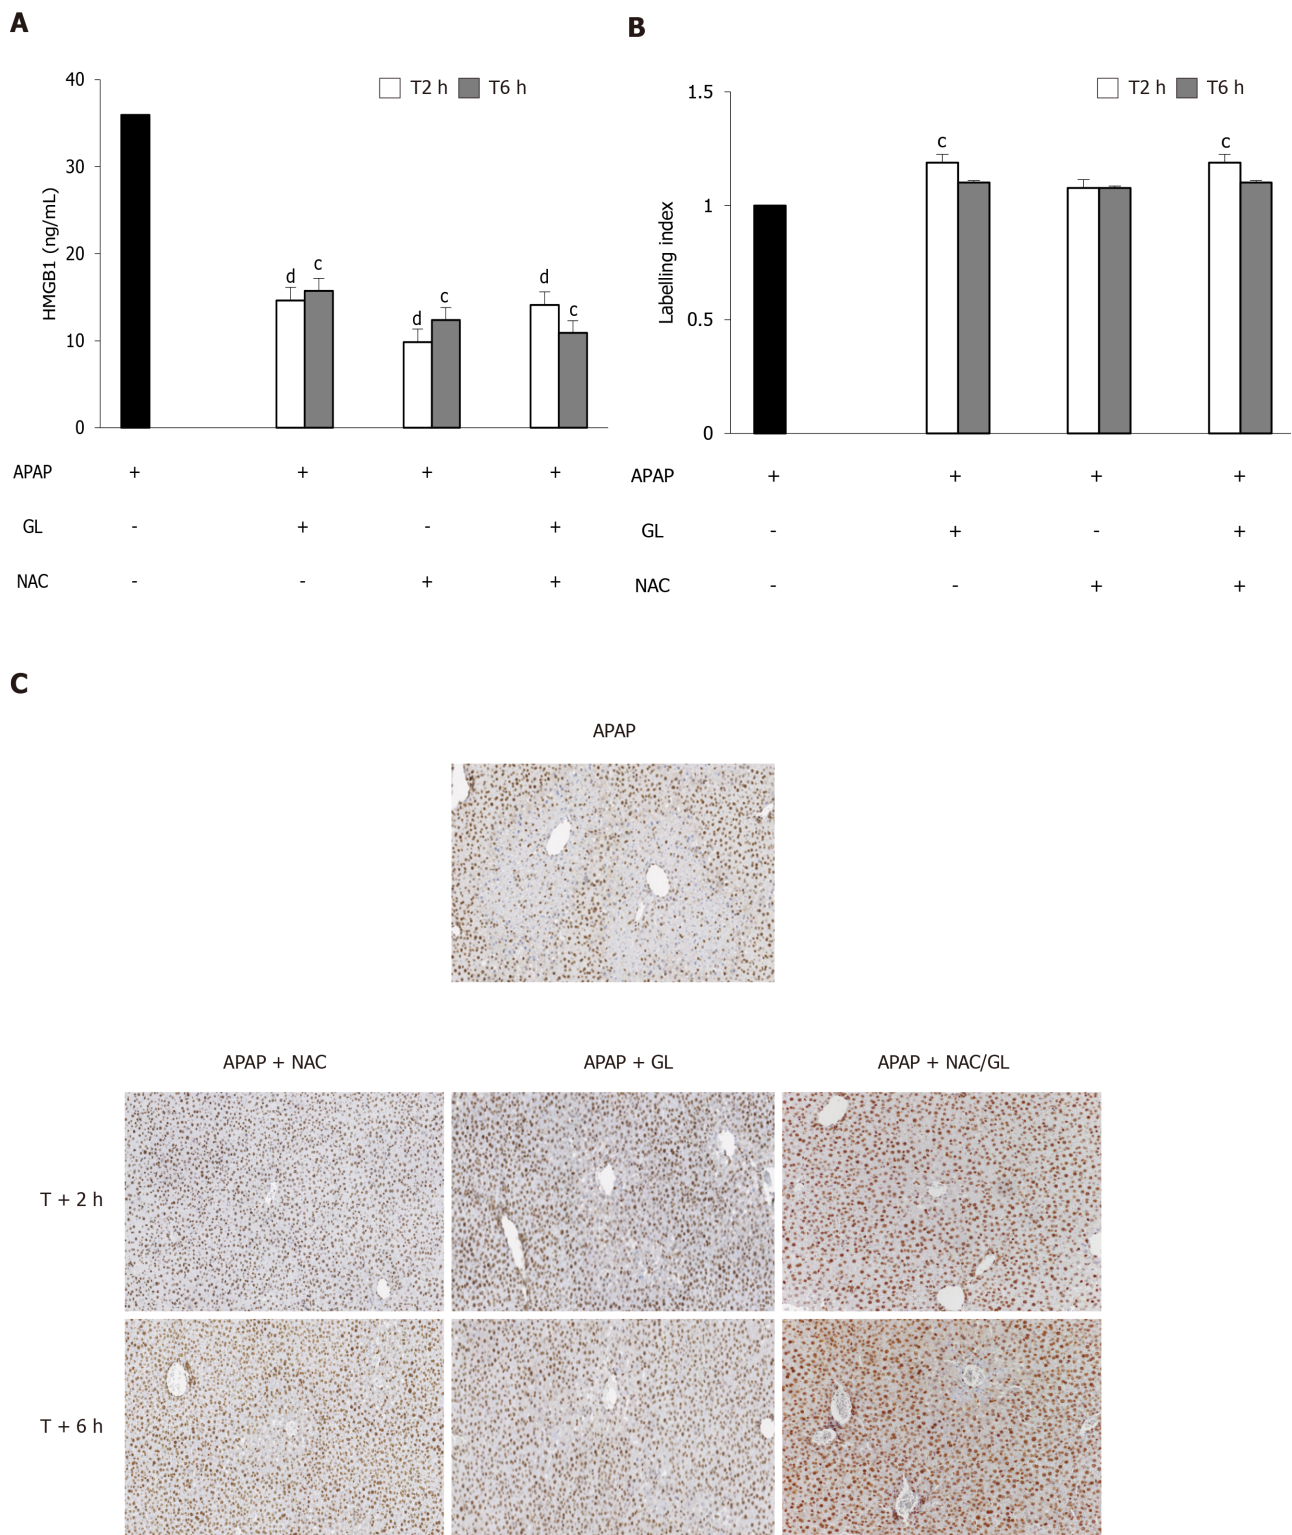 A
B
T2 h T6 h
T2 h T6 h
HMGB1 (ng/mL)
40
30
20
10
0
d c
d c
d c
Labelling index
1.5
1
0.5
0
c
c
APAP + + + +
GL - + - +
NAC - - + +
APAP + + + +
GL - + - +
NAC - - + +
C
APAP
APAP + NAC
APAP + GL
APAP + NAC/GL
T + 2 h
T + 6 h